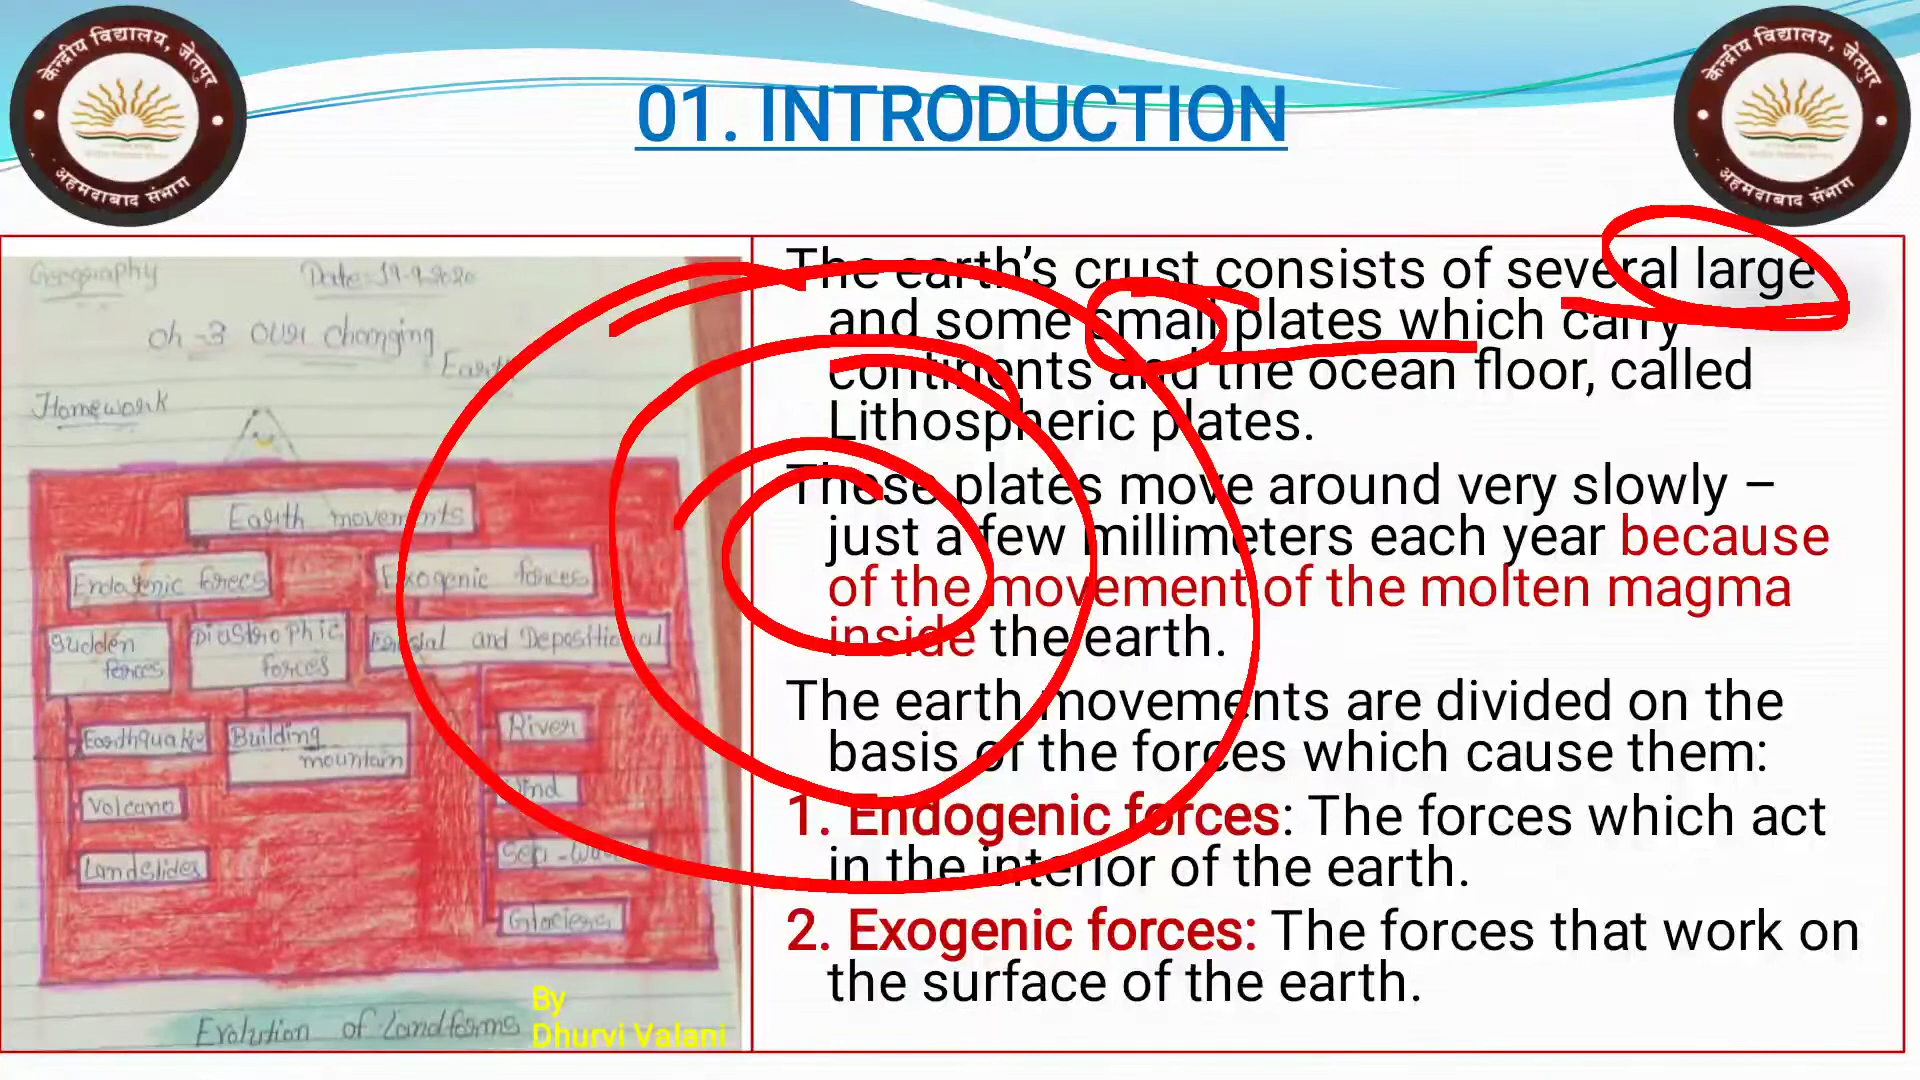 केन्द्रीय विद्यालय, जेतपुर
अहमदाबाद संभाग
केन्द्रीय विद्यालय, जेतपुर
अहमदाबाद संभाग
01. INTRODUCTION
Geography Date:-19-9-2020
Ch -3 Our Changing
Earth
Homework
Earth movements
Endogenic forces Exogenic forces
Sudden
forces
Diastrophic
forces
Erosial and Depositional
Earthquake
Building
mountain
River
Volcano
Wind
Landslides
Sea-
Glaciers
Evolution of Landforms
By
Dhurvi Valani
The earth's crust consists of several large
and some small plates which carry
continents and the ocean floor, called
Lithospheric plates.
These plates move around very slowly –
just a few millimeters each year because
of the movement of the molten magma
inside the earth.
The earth movements are divided on the
basis of the forces which cause them:
1. Endogenic forces: The forces which act
in the interior of the earth.
2. Exogenic forces: The forces that work on
the surface of the earth.